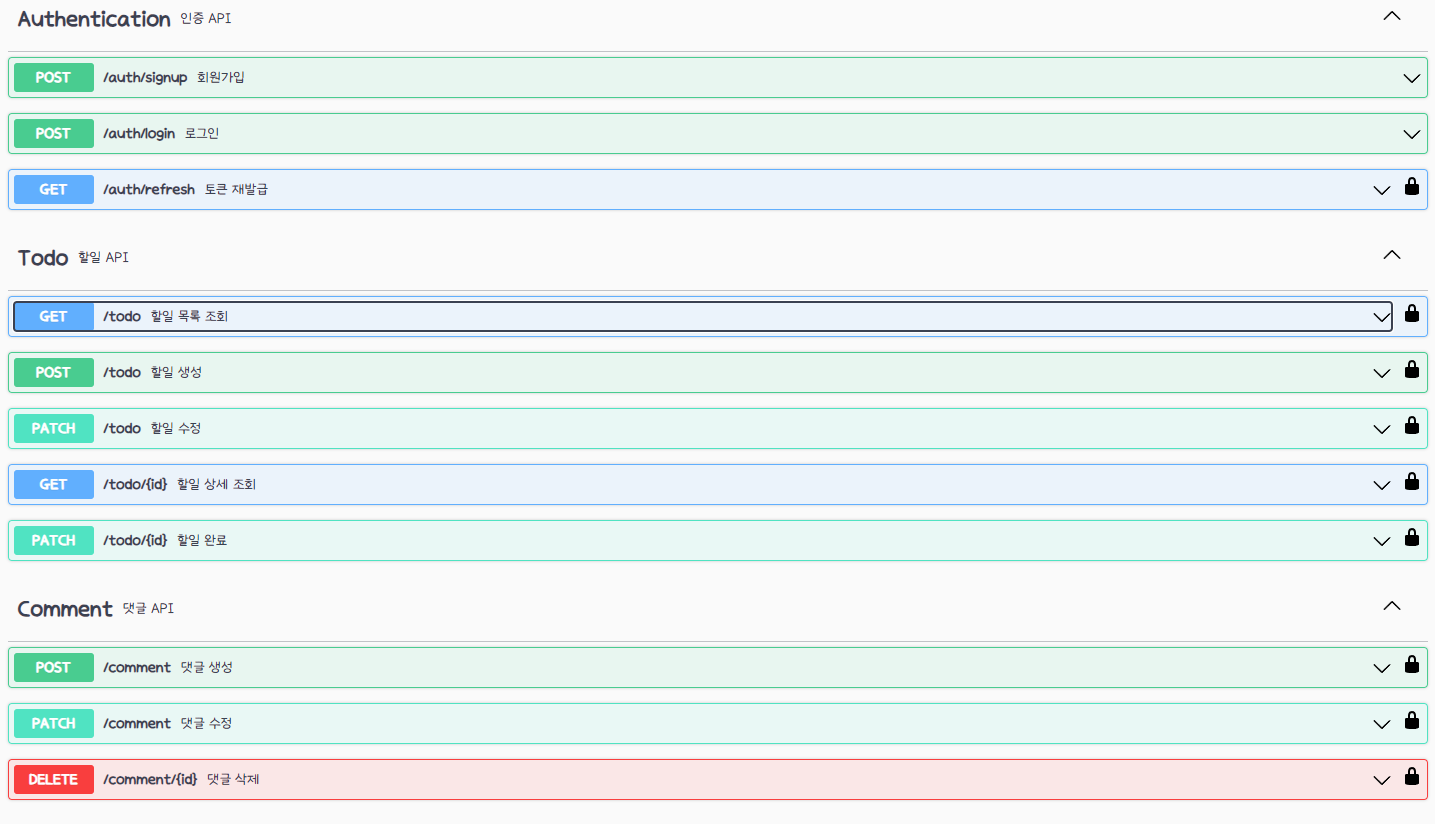 Authentication 인증 API
POST /auth/signup 회원가입
POST /auth/login 로그인
GET /auth/refresh 토큰 재발급
Todo 할일 API
GET /todo 할일 목록 조회
POST /todo 할일 생성
PATCH /todo 할일 수정
GET /todo/{id} 할일 상세 조회
PATCH /todo/{id} 할일 완료
Comment 댓글 API
POST /comment 댓글 생성
PATCH /comment 댓글 수정
DELETE /comment/{id} 댓글 삭제